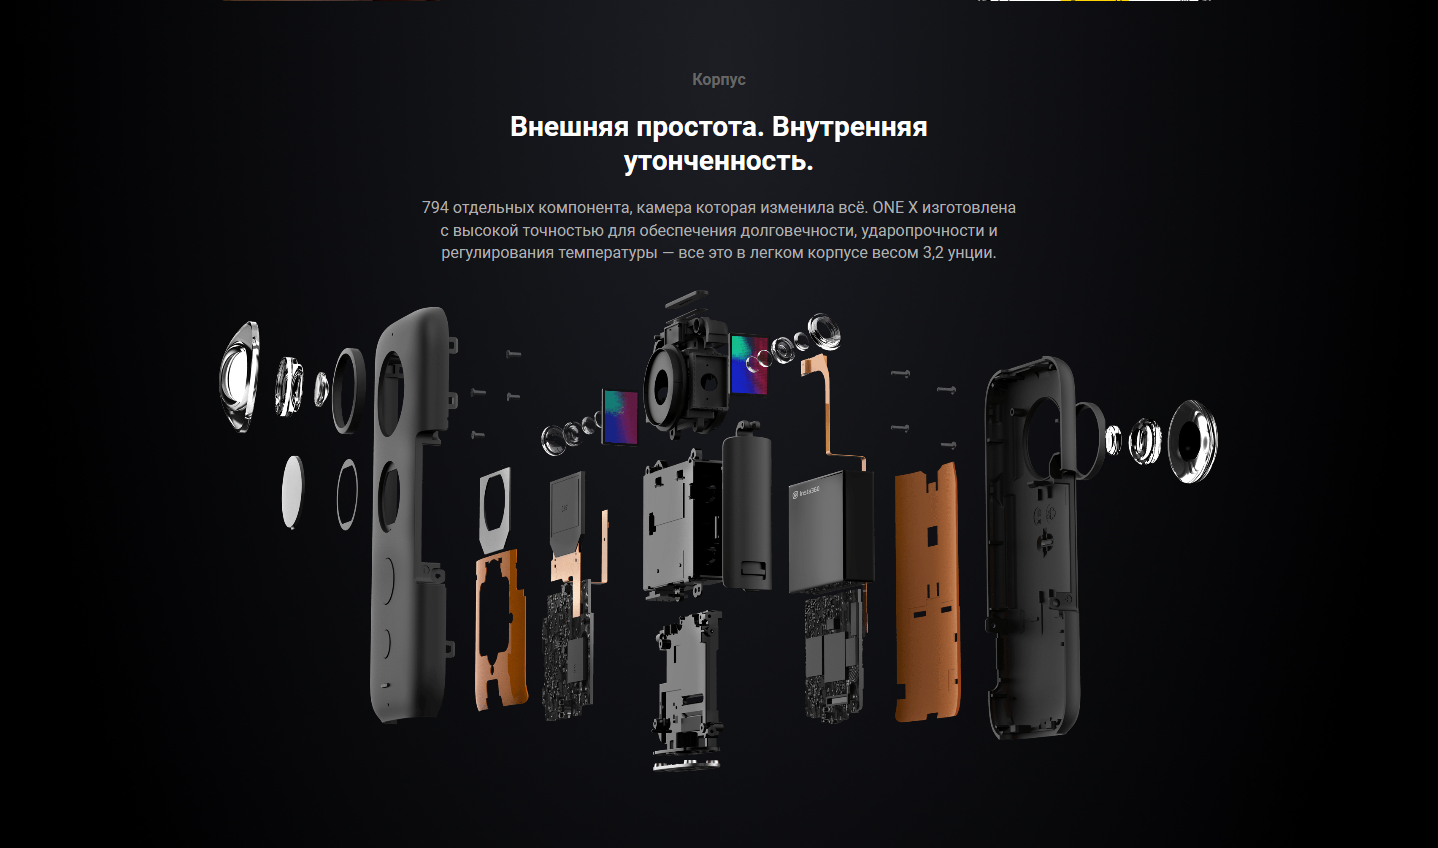 Корпус
Внешняя простота. Внутренняя
утонченность.
794 отдельных компонента, камера которая изменила всё. ONE X изготовлена
с высокой точностью для обеспечения долговечности, ударопрочности и
регулирования температуры — все это в легком корпусе весом 3,2 унции.
Insta360